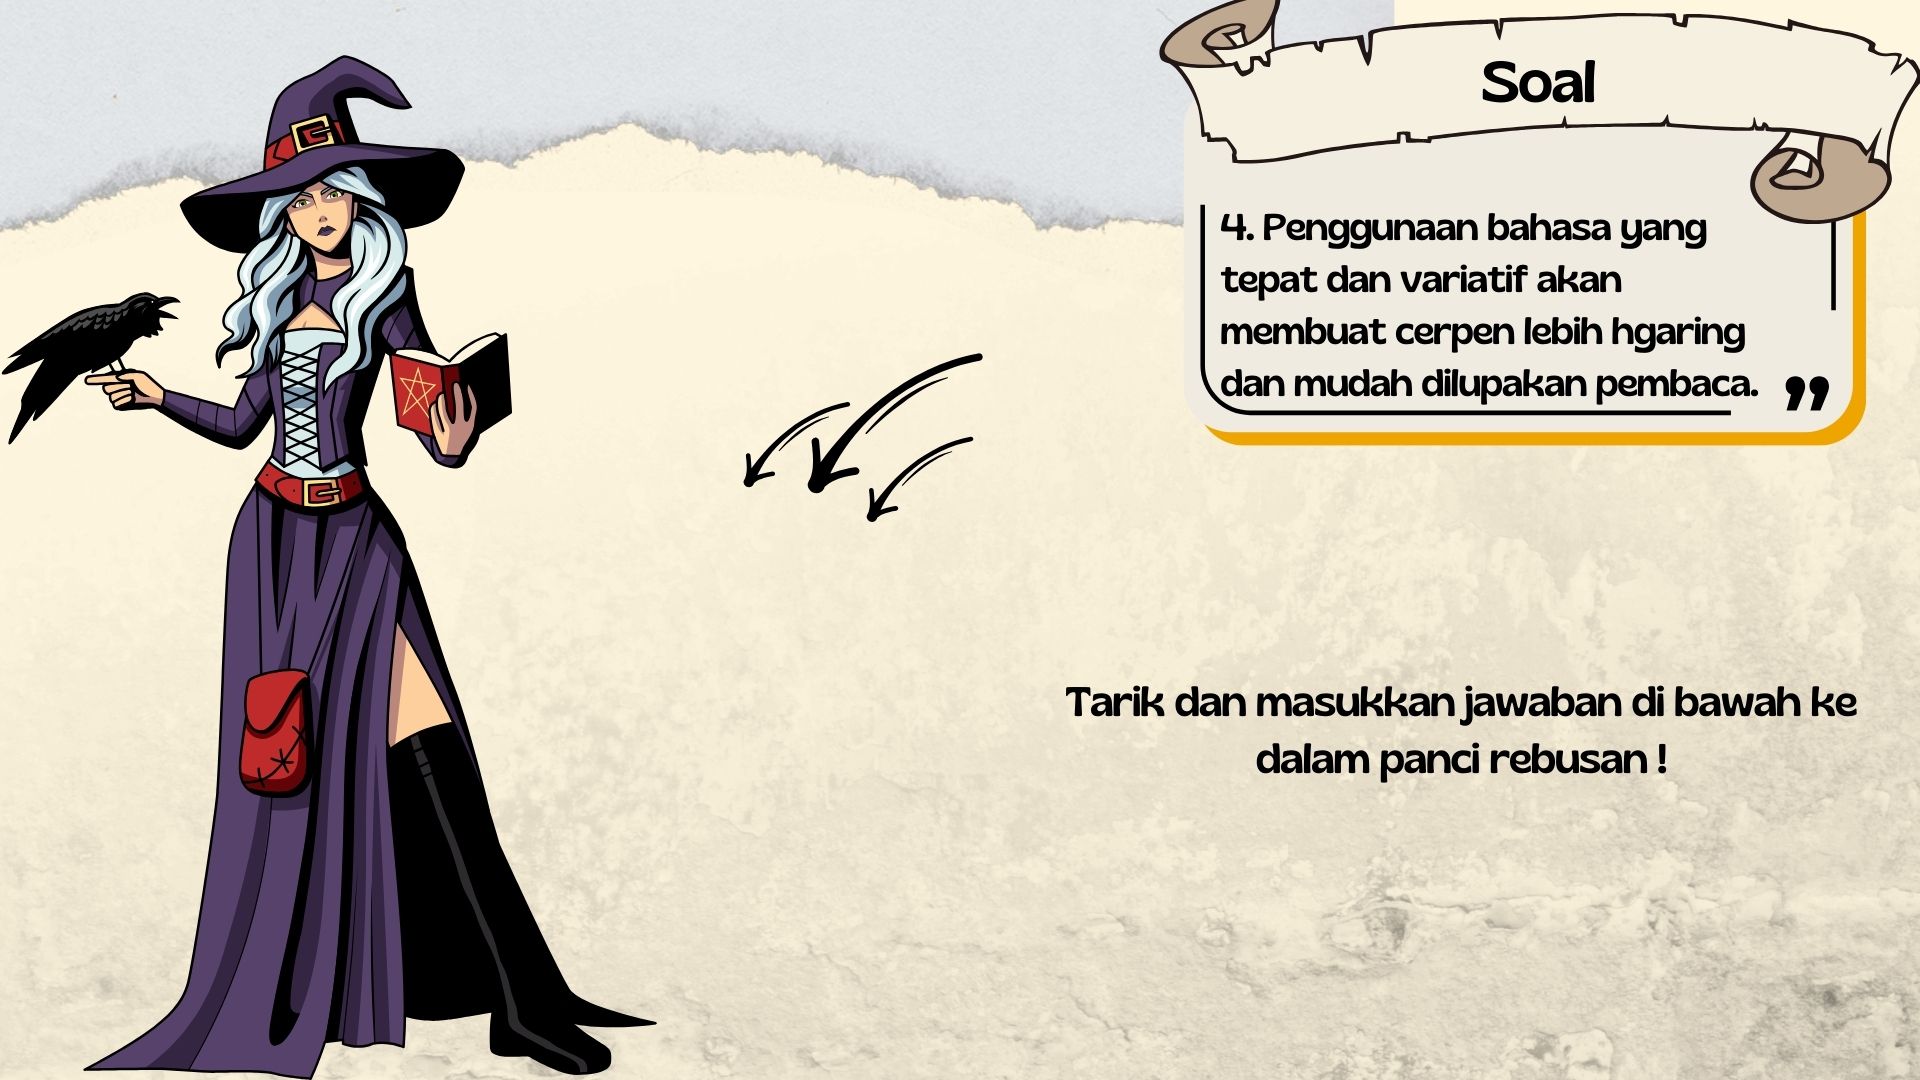 Soal
4. Penggunaan bahasa yang
tepat dan variatif akan
membuat cerpen lebih hgaring
dan mudah dilupakan pembaca. ”
Tarik dan masukkan jawaban di bawah ke
dalam panci rebusan !